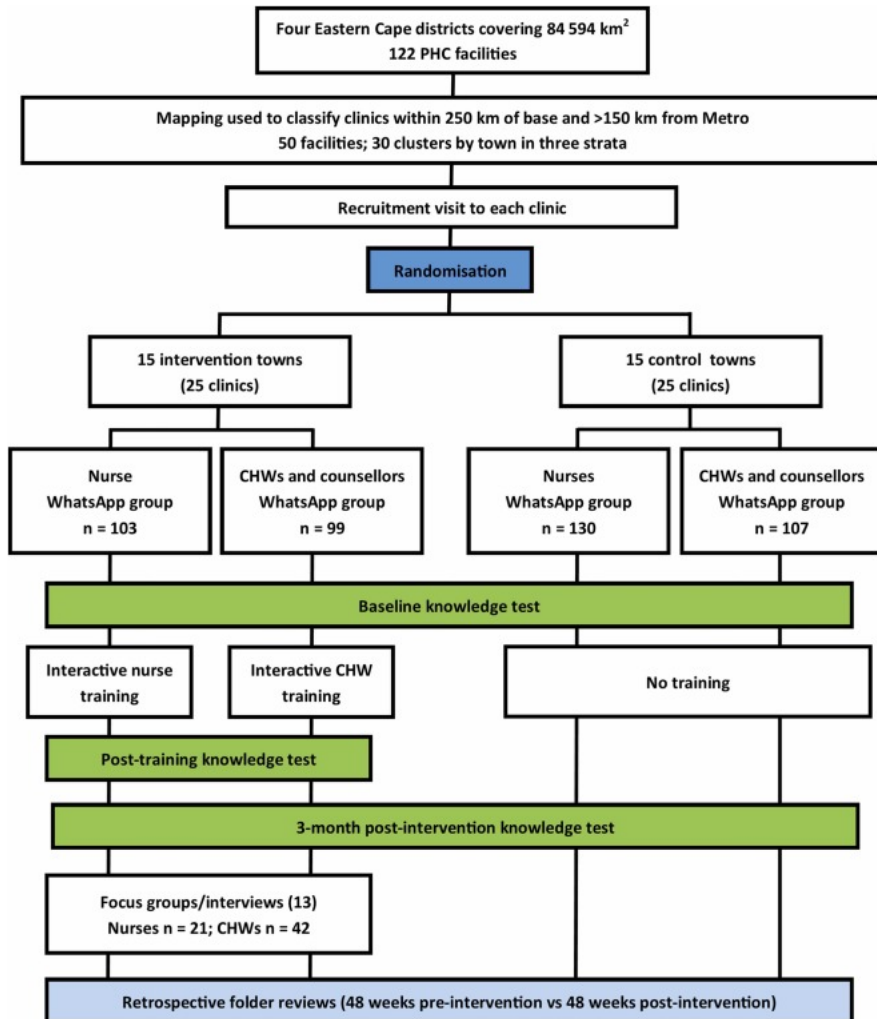 Four Eastern Cape districts covering 84 594 km²
122 PHC facilities
Mapping used to classify clinics within 250 km of base and >150 km from Metro
50 facilities; 30 clusters by town in three strata
Recruitment visit to each clinic
Randomisation
15 intervention towns
(25 clinics)
15 control towns
(25 clinics)
Nurse
WhatsApp group
n = 103
CHWs and counsellors
WhatsApp group
n = 99
Nurses
WhatsApp group
n = 130
CHWs and counsellors
WhatsApp group
n = 107
Baseline knowledge test
Interactive nurse
training
Interactive CHW
training
No training
Post-training knowledge test
3-month post-intervention knowledge test
Focus groups/interviews (13)
Nurses n = 21; CHWs n = 42
Retrospective folder reviews (48 weeks pre-intervention vs 48 weeks post-intervention)